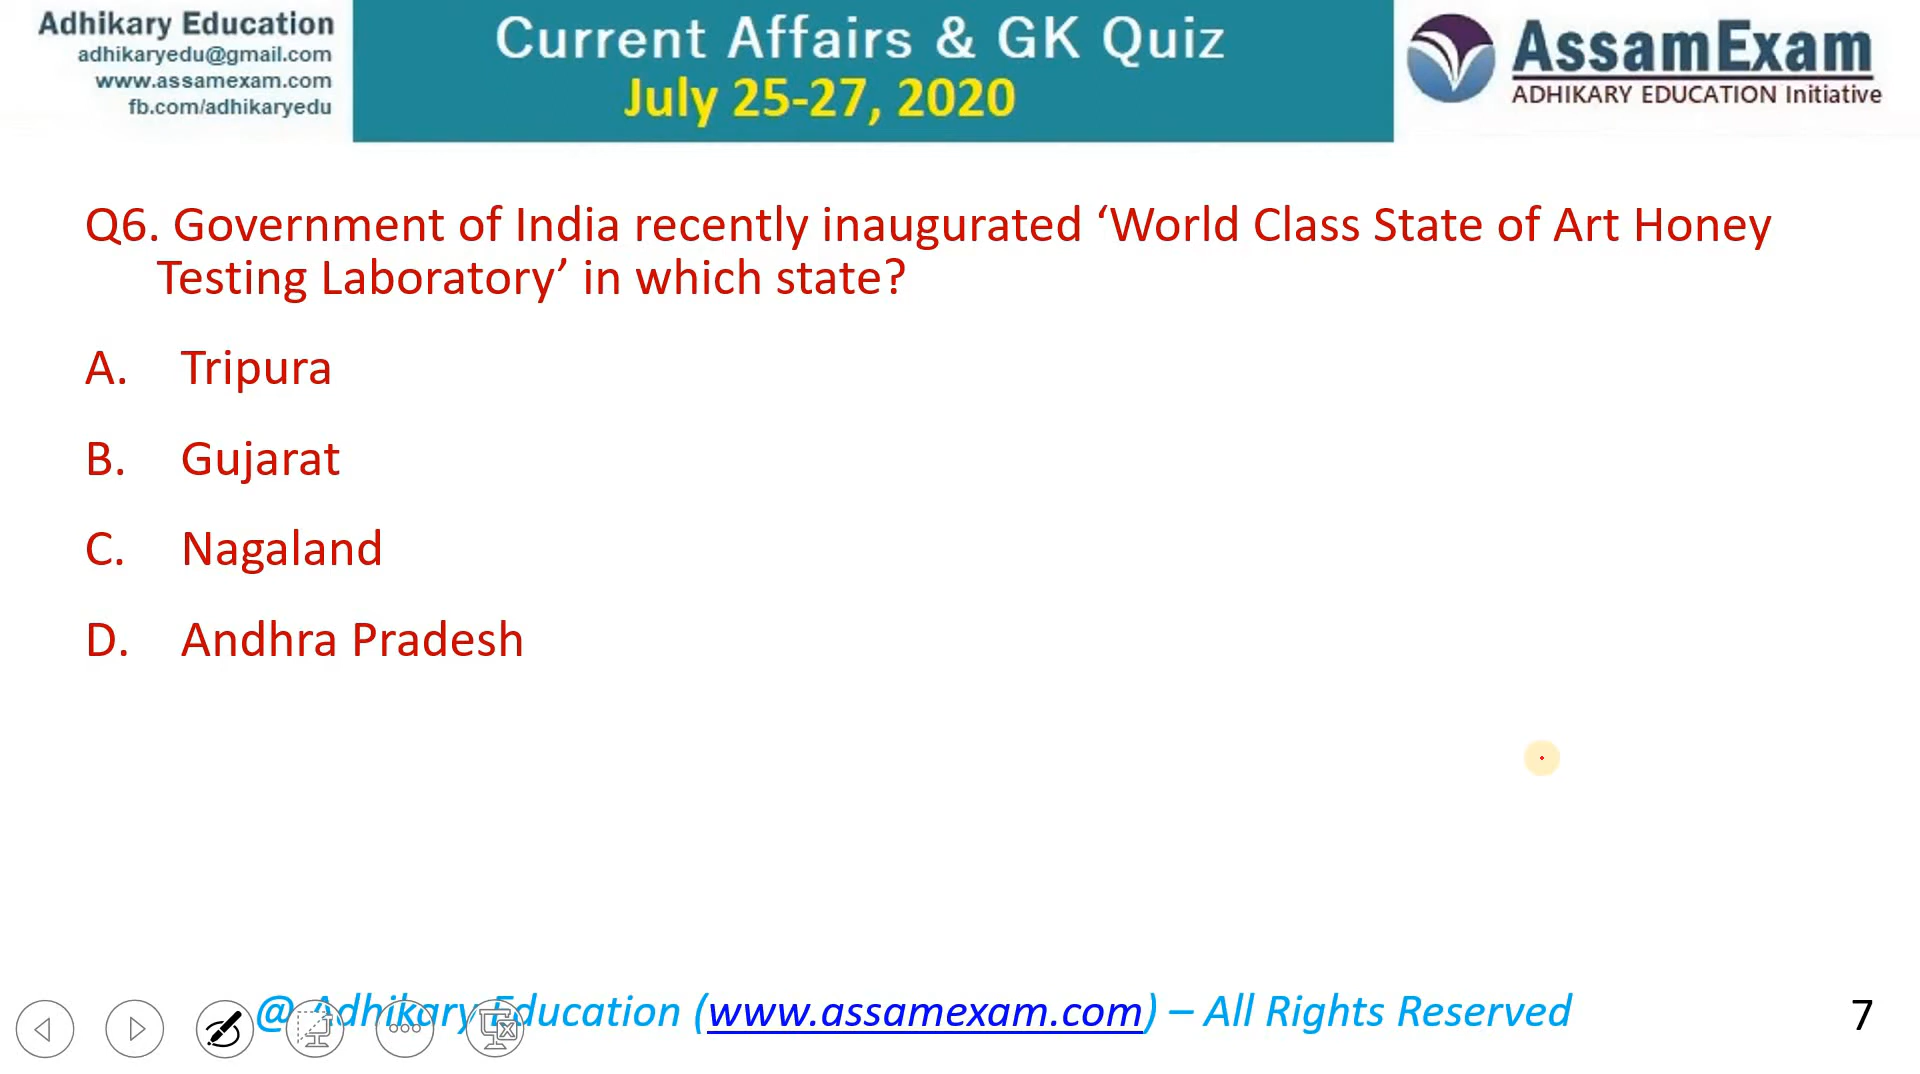 Adhikary Education
adhikaryedu@gmail.com
www.assamexam.com
fb.com/adhikaryedu
Current Affairs & GK Quiz
July 25-27, 2020
AssamExam
ADHIKARY EDUCATION Initiative
Q6. Government of India recently inaugurated ‘World Class State of Art Honey
Testing Laboratory’ in which state?
A. Tripura
B. Gujarat
C. Nagaland
D. Andhra Pradesh
@ Adhikary Education (www.assamexam.com) – All Rights Reserved
7